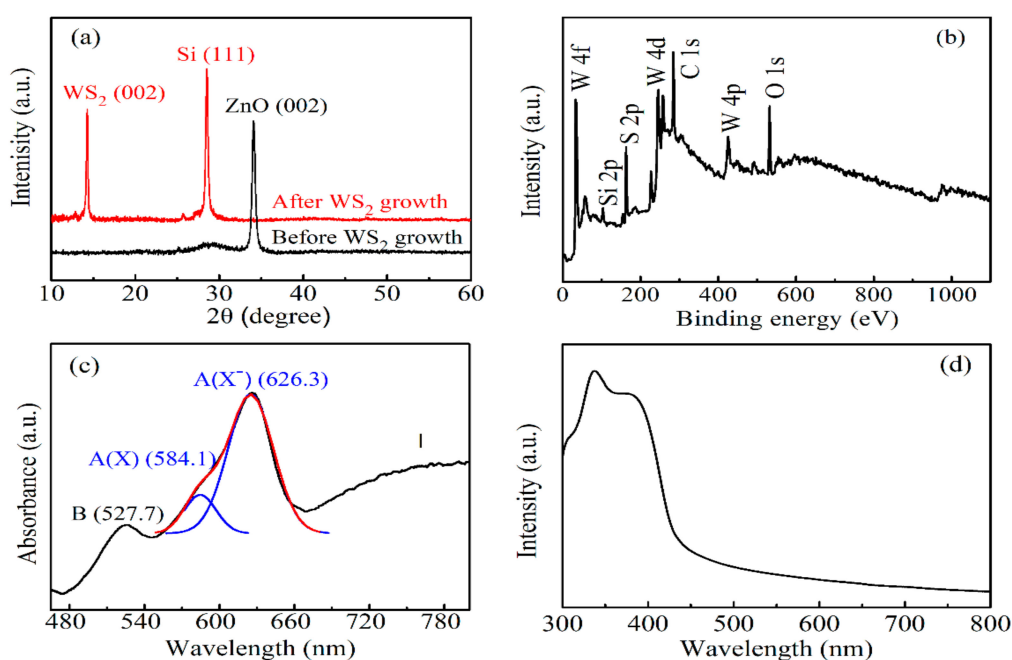 (a)
Si (111)
WS₂ (002)
ZnO (002)
After WS₂ growth
Before WS₂ growth
Intenisity (a.u.)
10 20 30 40 50 60
2θ (degree)
(b)
W 4f
Si 2p
S 2p
W 4d
C 1s
W 4p
O 1s
Intensity (a.u.)
0 200 400 600 800 1000
Binding energy (eV)
(c)
A(X⁻) (626.3)
A(X) (584.1)
B (527.7)
I
Absorbance (a.u.)
480 540 600 660 720 780
Wavelength (nm)
(d)
Intensity (a.u.)
300 400 500 600 700 800
Wavelength (nm)